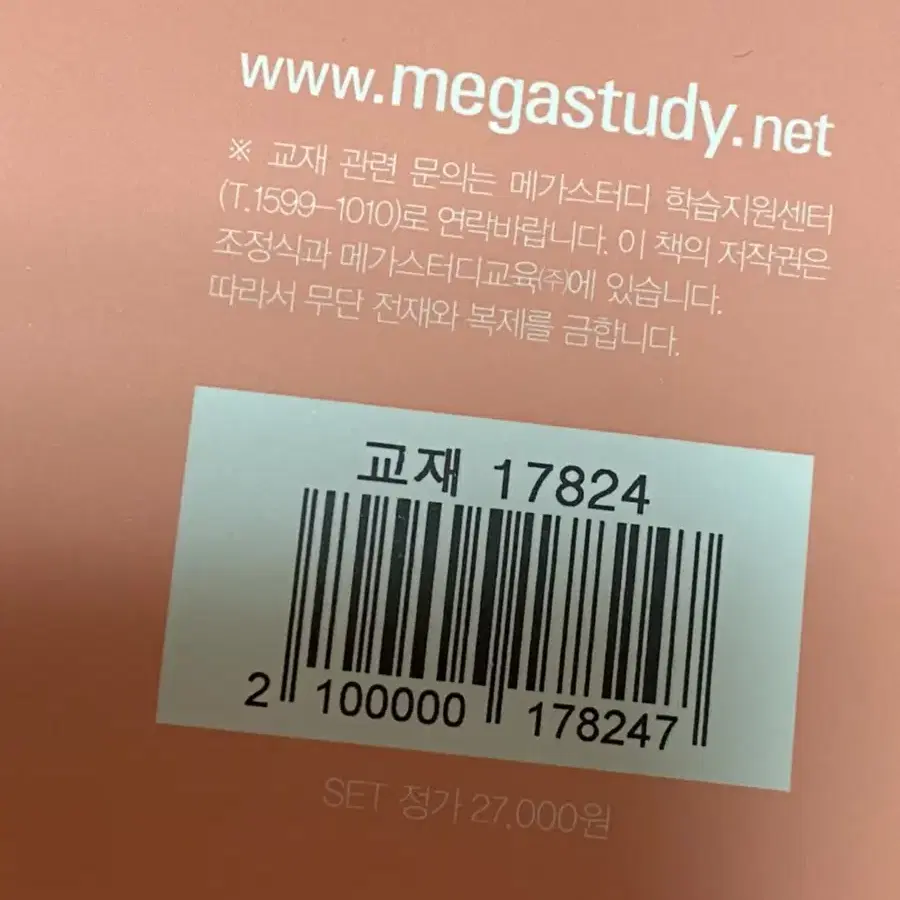 www.megastudy.net
※ 교재 관련 문의는 메가스터디 학습지원센터
(T.1599-1010)로 연락바랍니다. 이 책의 저작권은
조정식과 메가스터디교육㈜에 있습니다.
따라서 무단 전재와 복제를 금합니다.
교재 17824
2 100000 178247
SET 정가 27,000원